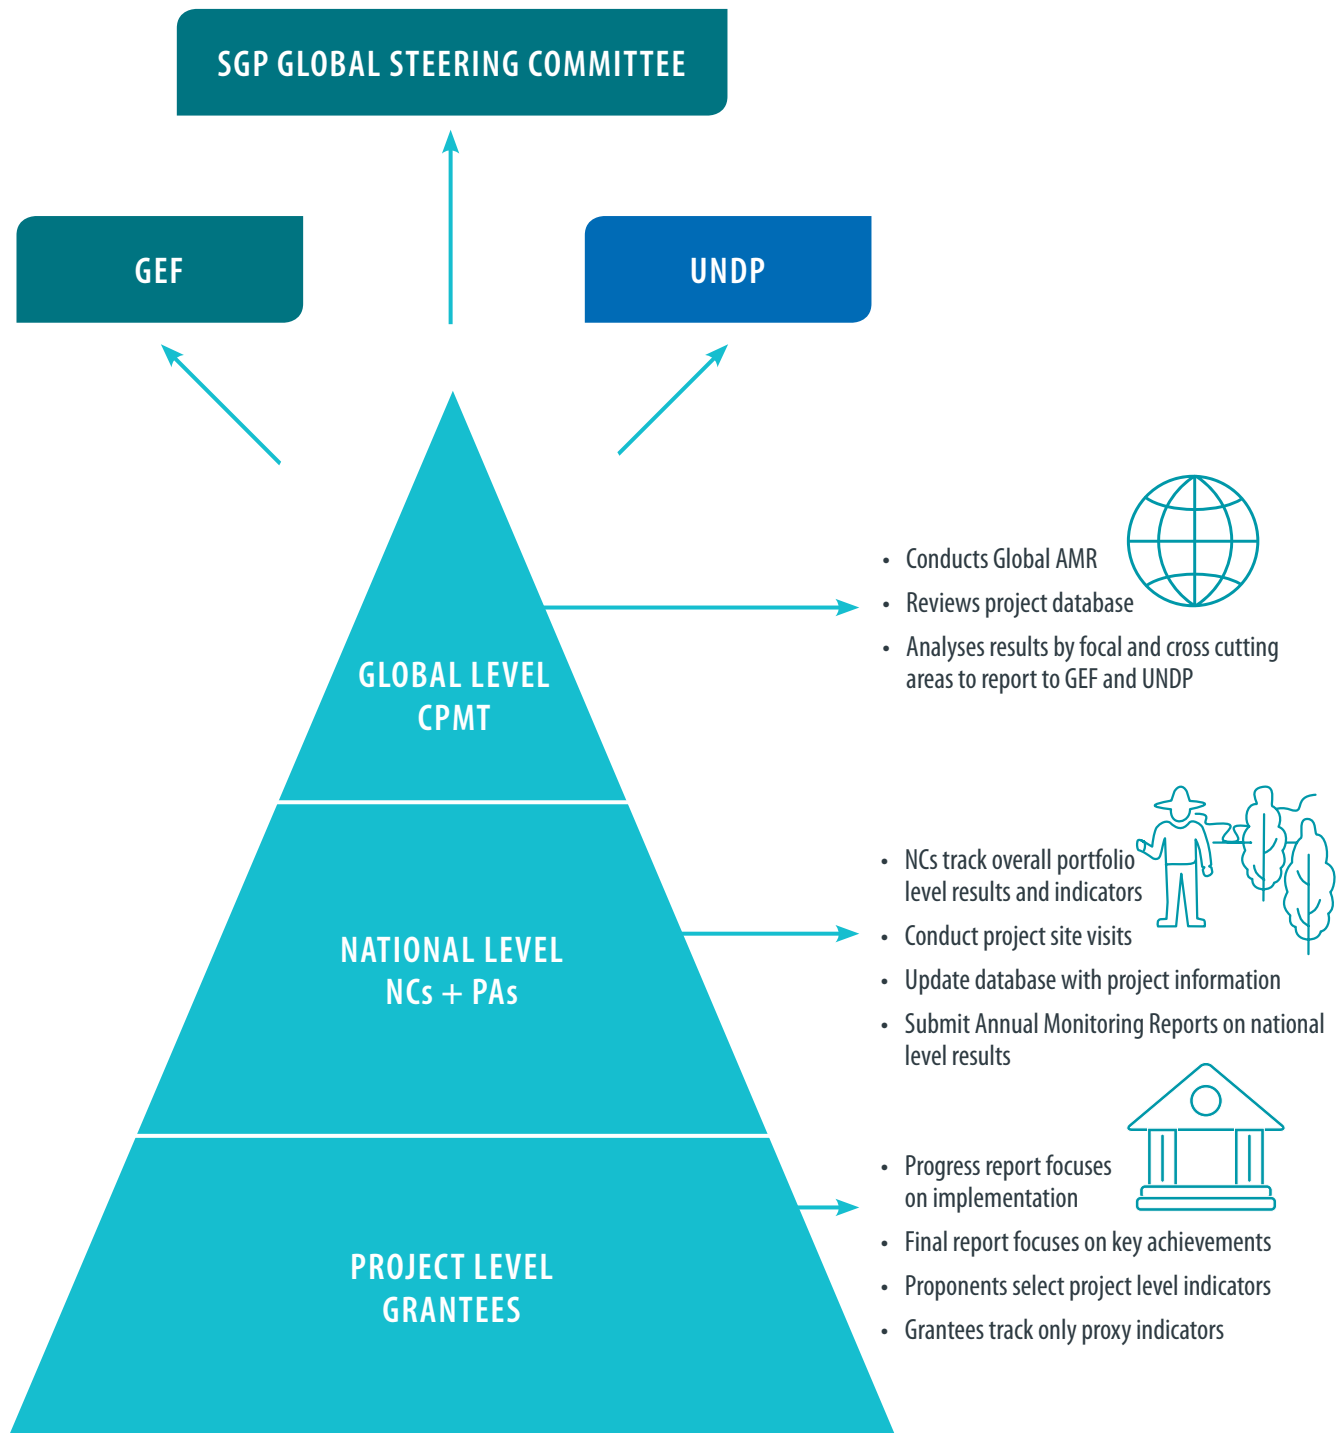 SGP GLOBAL STEERING COMMITTEE
GEF
UNDP
GLOBAL LEVEL
CPMT
• Conducts Global AMR
• Reviews project database
• Analyses results by focal and cross cutting
areas to report to GEF and UNDP
NATIONAL LEVEL
NCs + PAs
• NCs track overall portfolio
level results and indicators
• Conduct project site visits
• Update database with project information
• Submit Annual Monitoring Reports on national
level results
PROJECT LEVEL
GRANTEES
• Progress report focuses
on implementation
• Final report focuses on key achievements
• Proponents select project level indicators
• Grantees track only proxy indicators